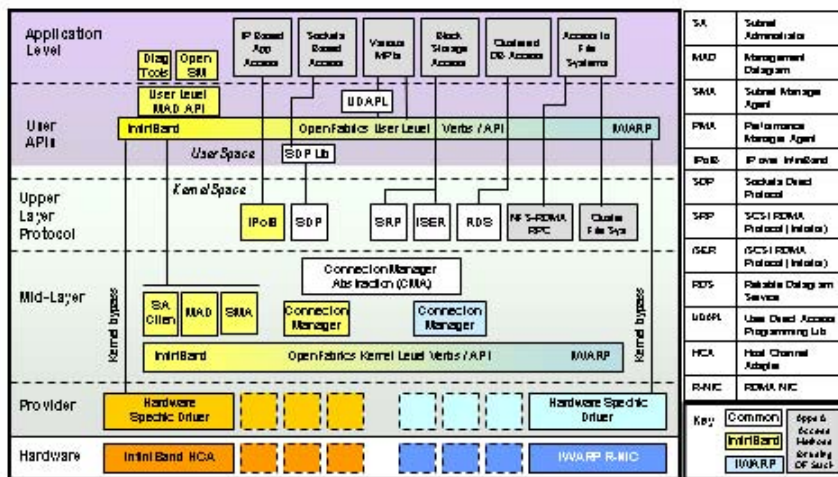 Application
Level
IP Based
App
Access
Sockets
Based
Access
Various
MPIs
Block
Storage
Access
Clustered
DB Access
Access to
File
Systems
Diag
Tools
Open
SM
User Level
MAD API
UDAPL
User
APIs
InfiniBand
OpenFabrics User Level Verbs / API
iWARP
User Space
SDP Lib
Kernel Space
Upper
Layer
Protocol
IPoIB
SDP
SRP
iSER
RDS
NFS-RDMA
RPC
Cluster
File Sys
Connection Manager
Abstraction (CMA)
Mid-Layer
SA
Client
MAD
SMA
Connection
Manager
Connection
Manager
InfiniBand
OpenFabrics Kernel Level Verbs / API
iWARP
Kernel bypass
Kernel bypass
Provider
Hardware
Specific Driver
Hardware Specific
Driver
Hardware
InfiniBand HCA
iWARP R-NIC
SA
Subnet
Administrator
MAD
Management
Datagram
SMA
Subnet Manager
Agent
PMA
Performance
Manager Agent
IPoIB
IP over InfiniBand
SDP
Sockets Direct
Protocol
SRP
SCSI RDMA
Protocol (Initiator)
iSER
iSCSI RDMA
Protocol (Initiator)
RDS
Reliable Datagram
Service
UDAPL
User Direct Access
Programming Lib
HCA
Host Channel
Adapter
R-NIC
RDMA NIC
Key
Common
InfiniBand
iWARP
Apps &
Access
Methods
for using
OF Stack